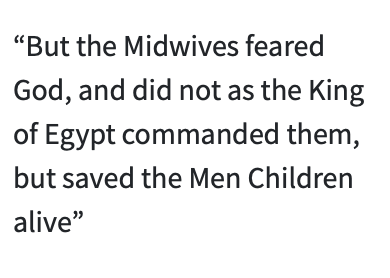 “But the Midwives feared
God, and did not as the King
of Egypt commanded them,
but saved the Men Children
alive”